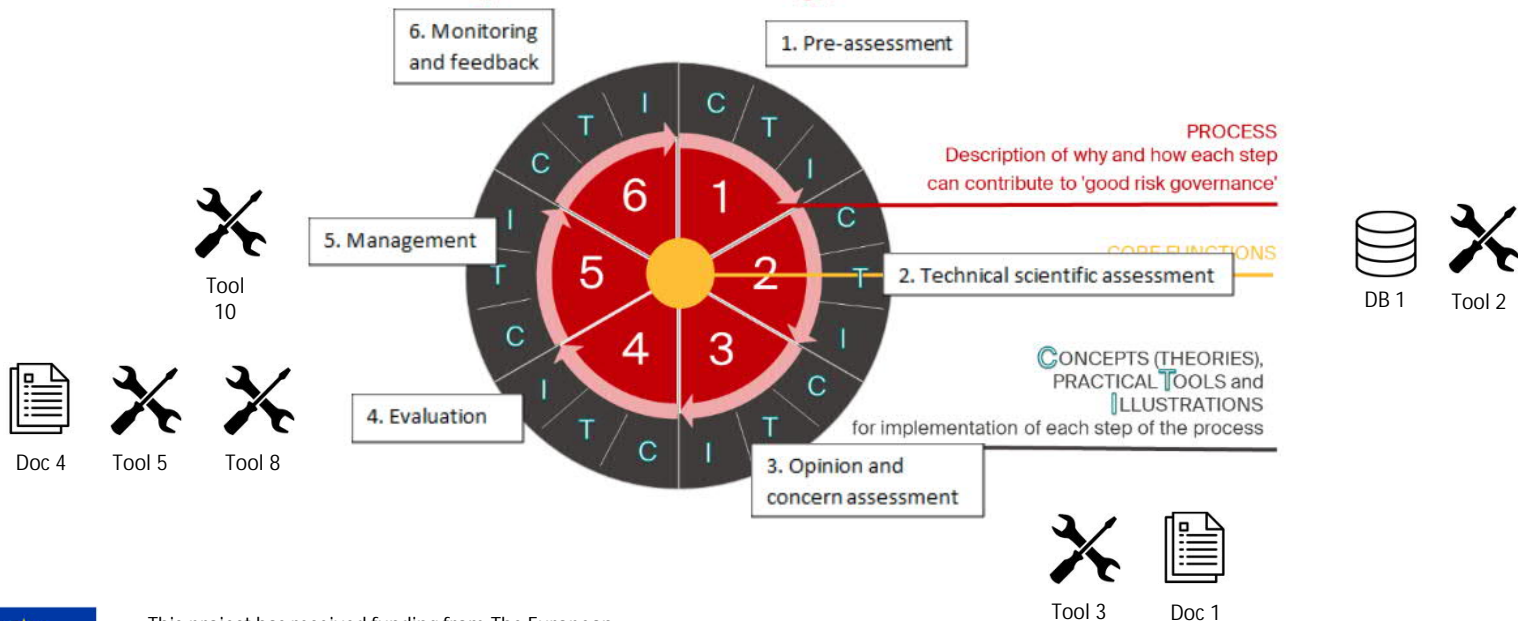 6. Monitoring
and feedback
1. Pre-assessment
I
C
T
T
C
I
PROCESS
Description of why and how each step
can contribute to 'good risk governance'
6
1
I
C
5. Management
CORE FUNCTIONS
T
5
2
T
2. Technical scientific assessment
Tool
10
DB 1
Tool 2
C
4
3
I
CONCEPTS (THEORIES),
PRACTICAL TOOLS and
ILLUSTRATIONS
for implementation of each step of the process
I
C
4. Evaluation
T
T
C
I
Doc 4
Tool 5
Tool 8
3. Opinion and
concern assessment
Tool 3
Doc 1
This project has received funding from The European